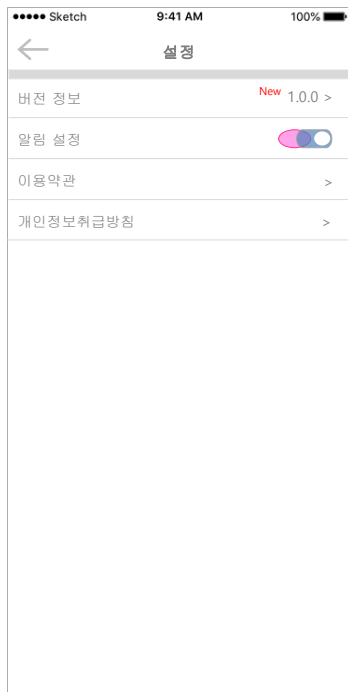 ●●●●● Sketch 9:41 AM 100%
설정
버전 정보 New 1.0.0 >
알림 설정
이용약관 >
개인정보취급방침 >